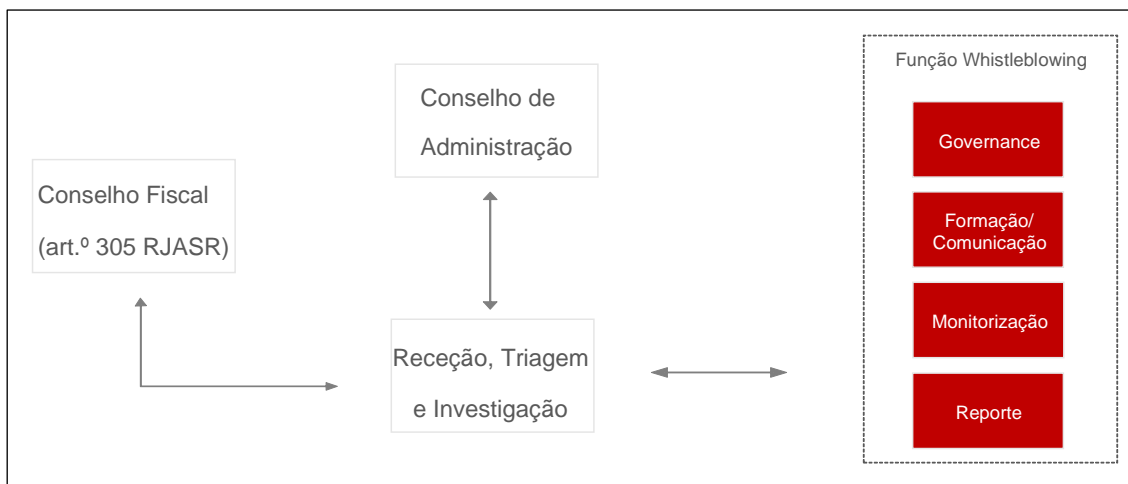 Função Whistleblowing
Conselho de
Administração
Governance
Conselho Fiscal
(art.º 305 RJASR)
Formação/
Comunicação
Receção, Triagem
e Investigação
Monitorização
Reporte